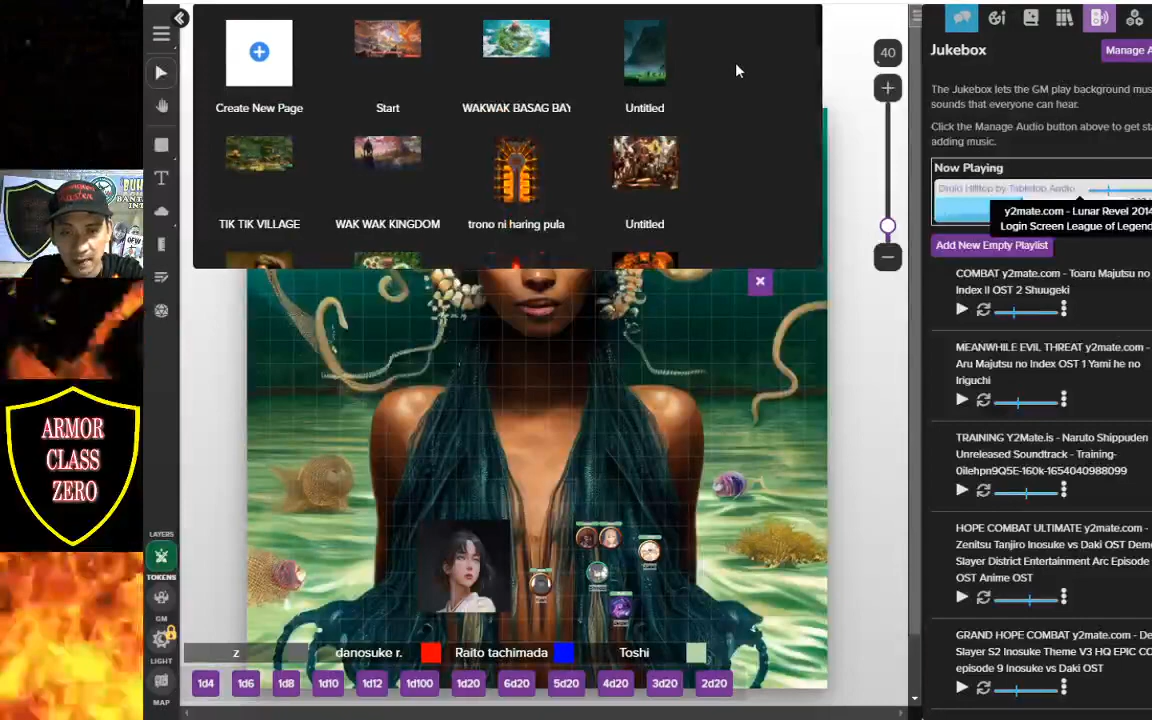 40
Create New Page
Start
WAKWAK BASAG BAY
Untitled
TIK TIK VILLAGE
WAK WAK KINGDOM
trono ni haring pula
Jukebox
Manage A
The Jukebox lets the GM play background mus
sounds that everyone can hear.
Click the Manage Audio button above to get sta
adding music.
Now Playing
Druid Hilltop by Tabletop Audio
y2mate.com - Lunar Revel 2014
Login Screen League of Legend
Add New Empty Playlist
COMBAT y2mate.com - Toaru Majutsu no
Index II OST 2 Shuugeki
MEANWHILE EVIL THREAT y2mate.com -
Aru Majutsu no Index OST 1 Yami he no
Iriguchi
TRAINING Y2Mate.is - Naruto Shippuden
Unreleased Soundtrack - Training-
0ilehpn9Q5E-160k-1654040988099
HOPE COMBAT ULTIMATE y2mate.com -
Zenitsu Tanjiro Inosuke vs Daki OST Demo
Slayer District Entertainment Arc Episode
OST Anime OST
GRAND HOPE COMBAT y2mate.com - De
Slayer S2 Inosuke Theme V3 HQ EPIC CO
episode 9 Inosuke vs Daki OST
ARMOR
CLASS
ZERO
LAYERS
TOKENS
GM
LIGHT
MAP
z
danosuke r.
Raito tachimada
Toshi
1d4
1d6
1d8
1d10
1d12
1d100
1d20
6d20
5d20
4d20
3d20
2d20